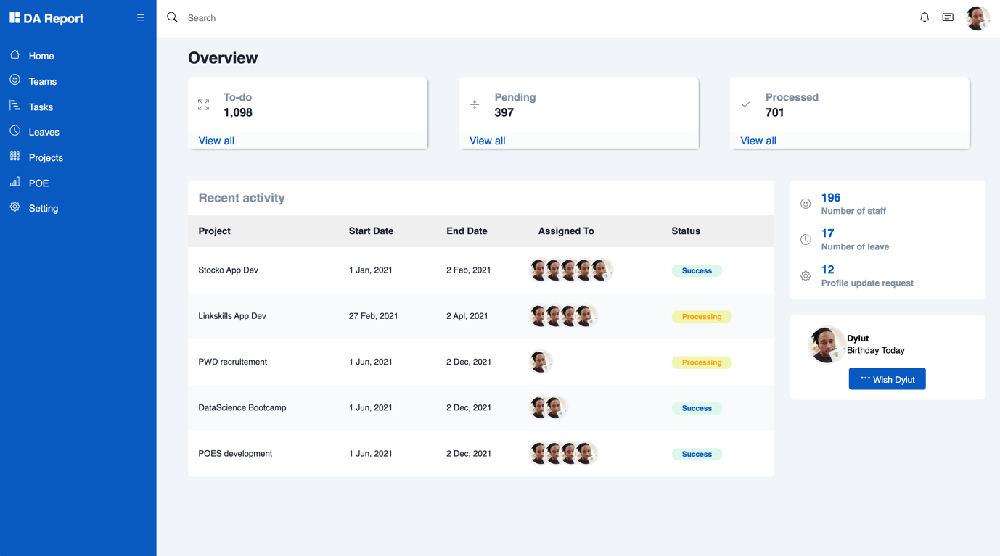 DA Report
Search
Home
Teams
Tasks
Leaves
Projects
POE
Setting
Overview
To-do
1,098
View all
Pending
397
View all
Processed
701
View all
Recent activity
Project Start Date End Date Assigned To Status
Stocko App Dev 1 Jan, 2021 2 Feb, 2021 Success
Linkskills App Dev 27 Feb, 2021 2 Apl, 2021 Processing
PWD recruitement 1 Jun, 2021 2 Dec, 2021 Processing
DataScience Bootcamp 1 Jun, 2021 2 Dec, 2021 Success
POES development 1 Jun, 2021 2 Dec, 2021 Success
196
Number of staff
17
Number of leave
12
Profile update request
Dylut
Birthday Today
Wish Dylut